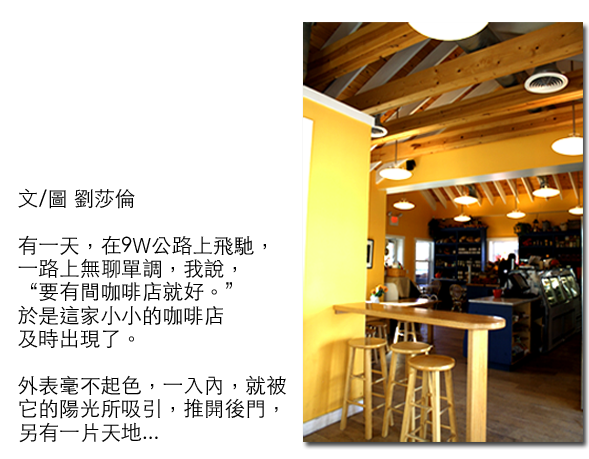 文/圖 劉莎倫
有一天，在9W公路上飛馳，
一路上無聊單調，我說，
“要有間咖啡店就好。”
於是這家小小的咖啡店
及時出現了。
外表毫不起色，一入內，就被
它的陽光所吸引，推開後門，
另有一片天地...